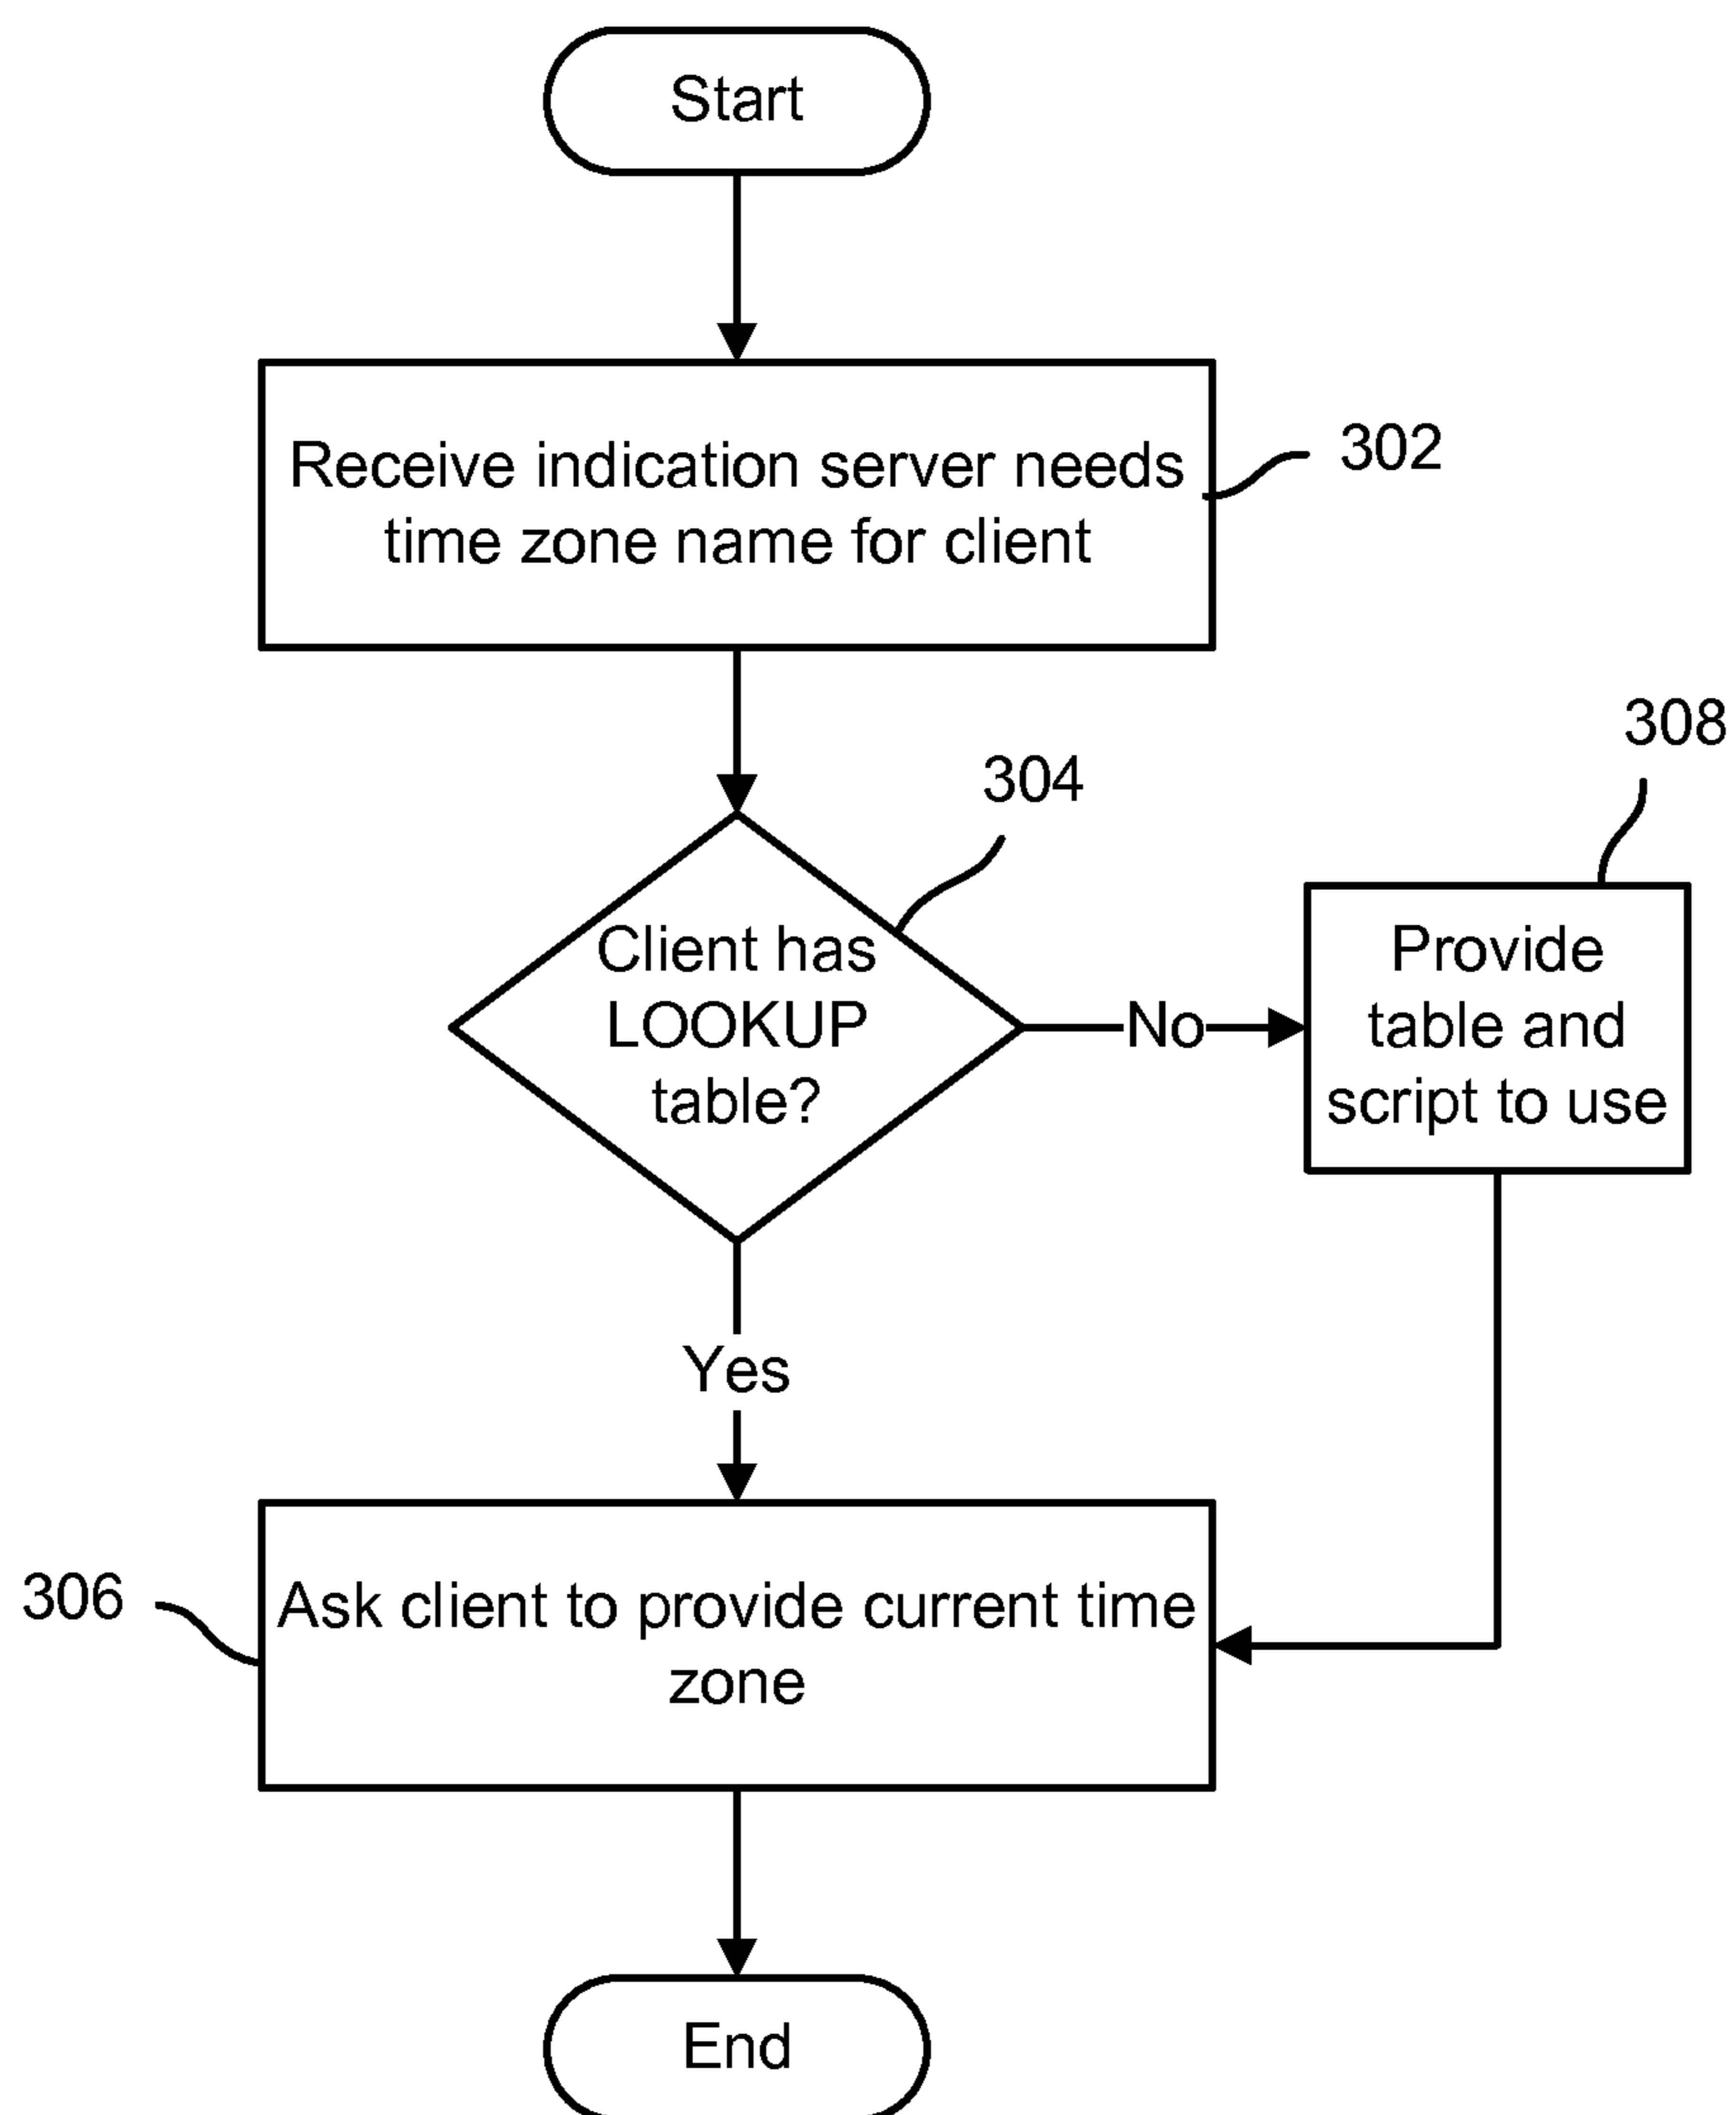 Start
Receive indication server needs
time zone name for client
302
304
308
Client has
LOOKUP
table?
No
Provide
table and
script to use
Yes
306
Ask client to provide current time
zone
End